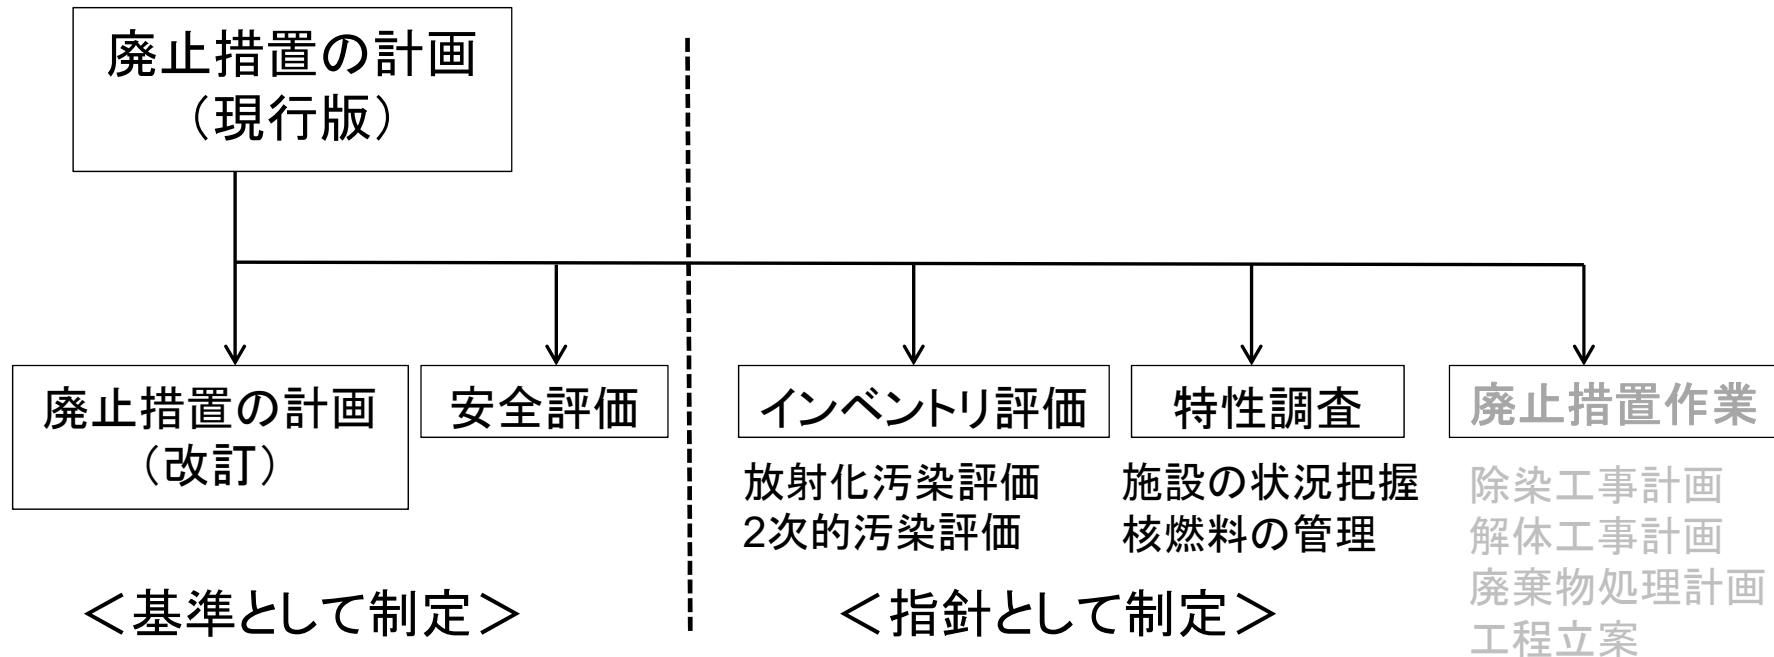 廃止措置の計画
（現行版）
廃止措置の計画
（改訂）
安全評価
インベントリ評価
放射化汚染評価
2次的汚染評価
特性調査
施設の状況把握
核燃料の管理
廃止措置作業
除染工事計画
解体工事計画
廃棄物処理計画
工程立案
＜基準として制定＞
＜指針として制定＞